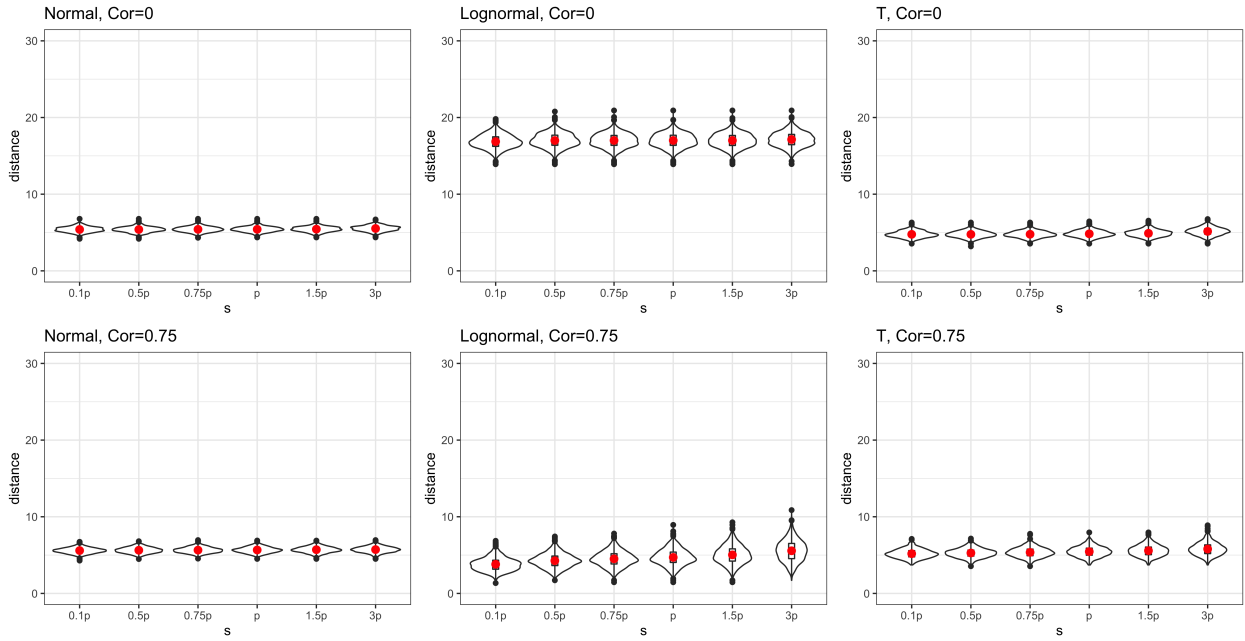 Normal, Cor=0
30
20
10
0
distance
0.1p 0.5p 0.75p p 1.5p 3p
s
Lognormal, Cor=0
30
20
10
0
distance
0.1p 0.5p 0.75p p 1.5p 3p
s
T, Cor=0
30
20
10
0
distance
0.1p 0.5p 0.75p p 1.5p 3p
s
Normal, Cor=0.75
30
20
10
0
distance
0.1p 0.5p 0.75p p 1.5p 3p
s
Lognormal, Cor=0.75
30
20
10
0
distance
0.1p 0.5p 0.75p p 1.5p 3p
s
T, Cor=0.75
30
20
10
0
distance
0.1p 0.5p 0.75p p 1.5p 3p
s